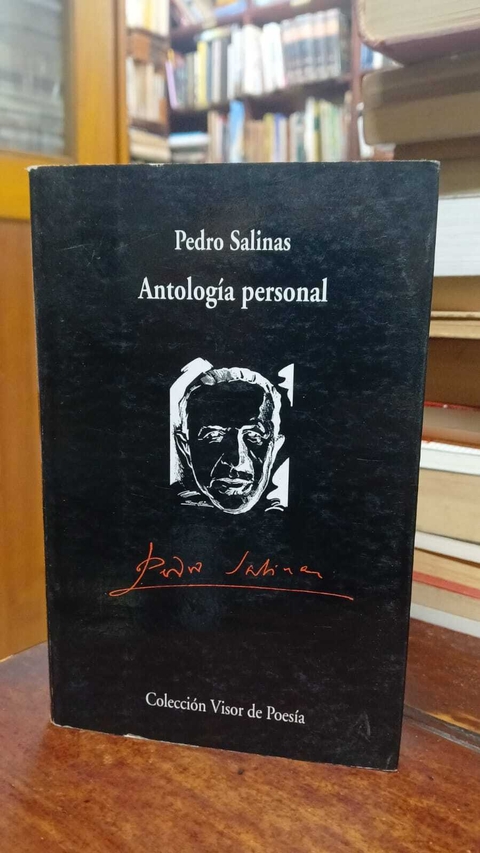 Pedro Salinas
Antología personal
Pedro Salinas
Colección Visor de Poesía